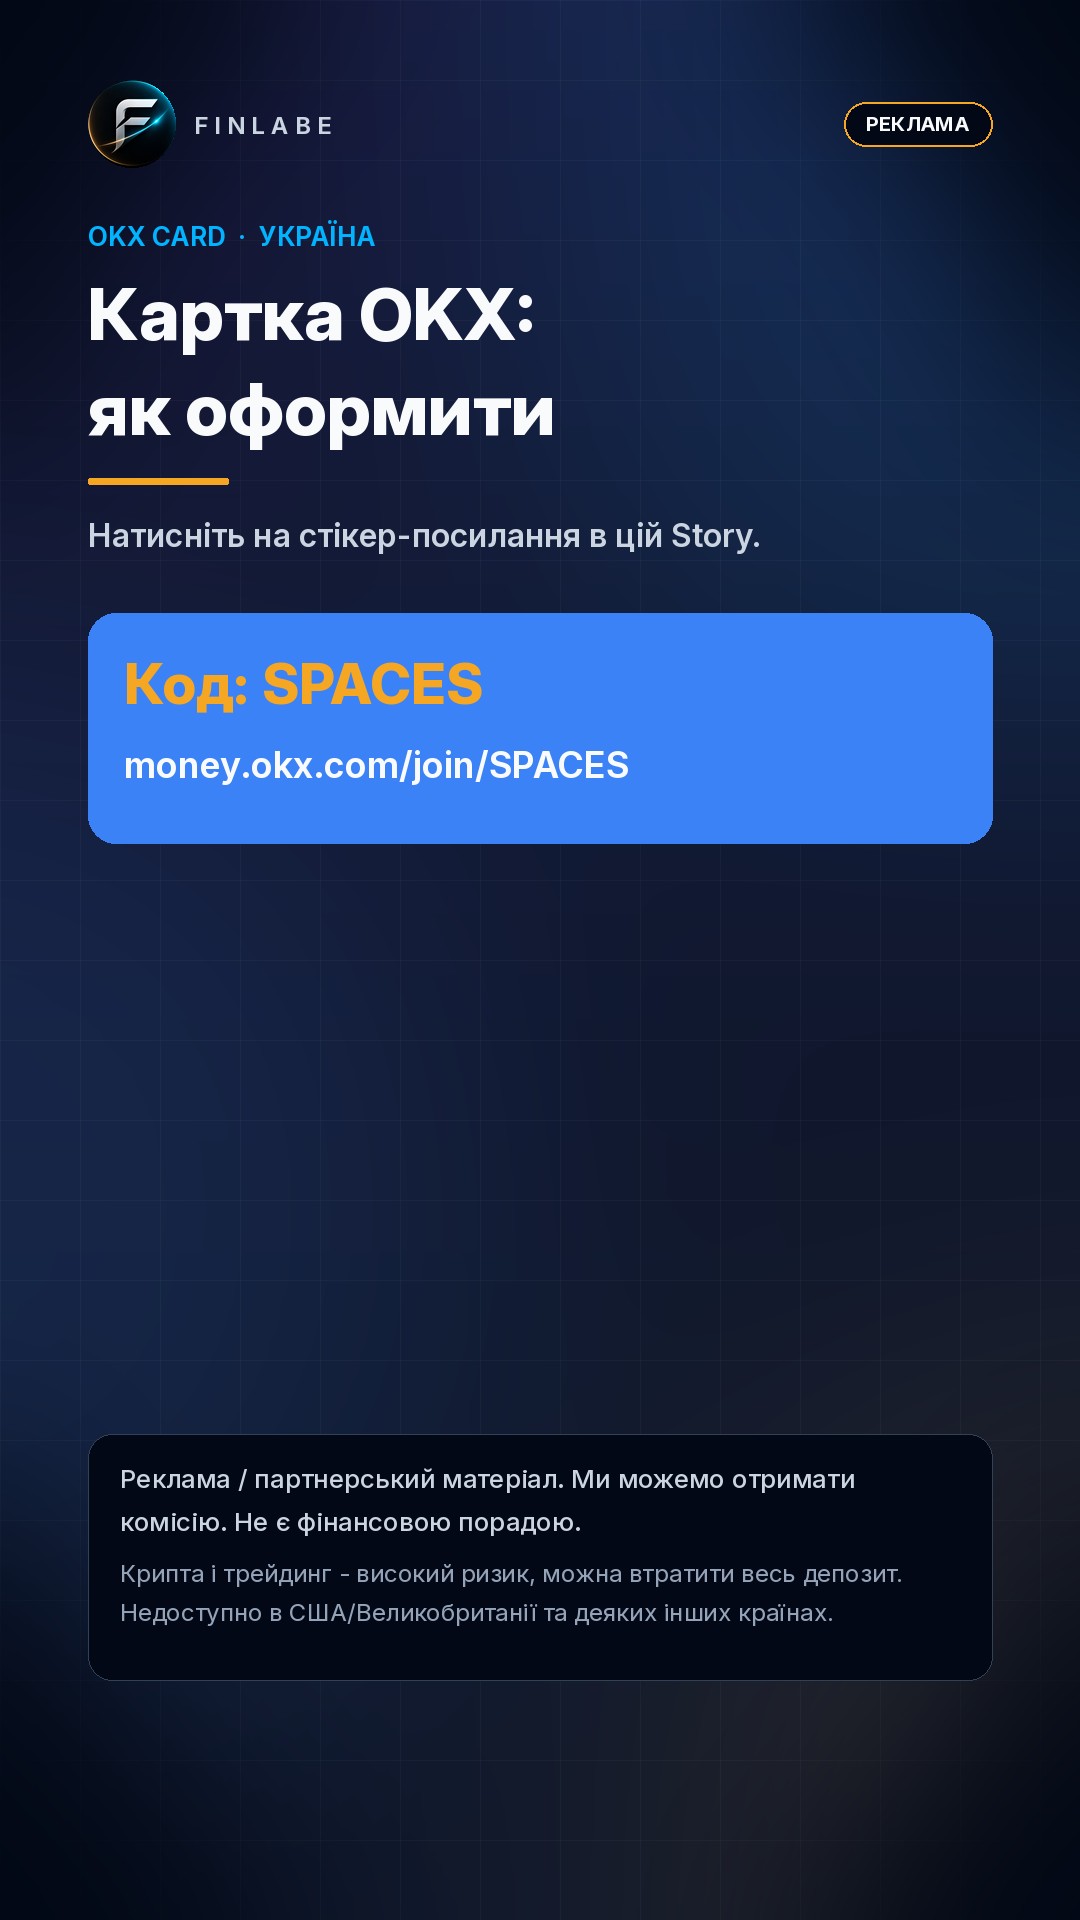 FINLABE
РЕКЛАМА
OKX CARD · УКРАЇНА
Картка OKX:
як оформити
Натисніть на стікер-посилання в цій Story.
Код: SPACES
money.okx.com/join/SPACES
Реклама / партнерський матеріал. Ми можемо отримати
комісію. Не є фінансовою порадою.
Крипта і трейдинг - високий ризик, можна втратити весь депозит.
Недоступно в США/Великобританії та деяких інших країнах.